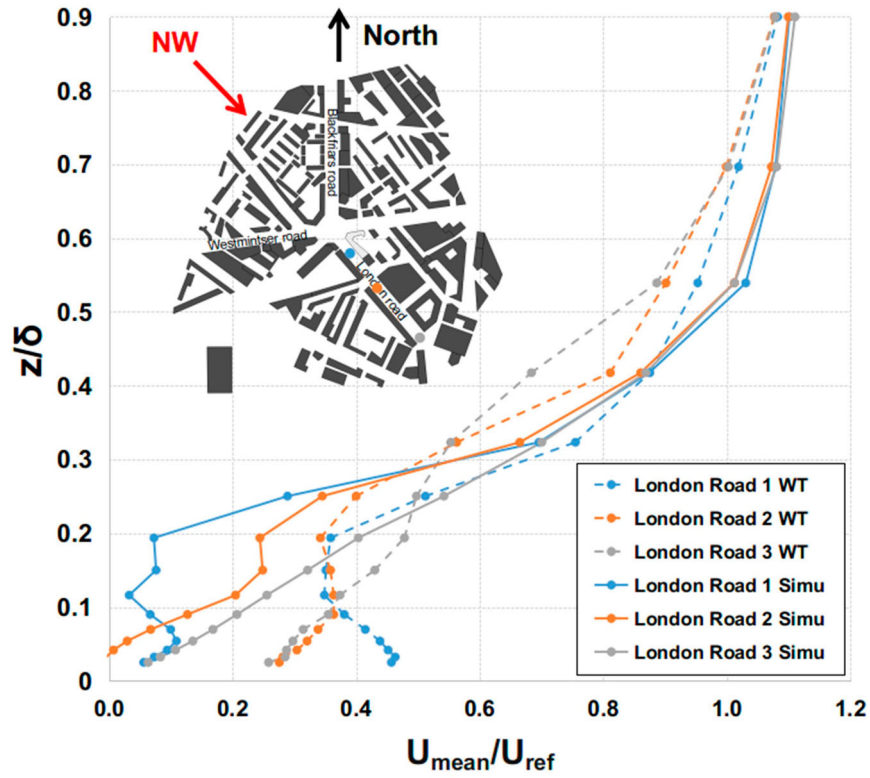 0.9
0.8
0.7
0.6
0.5
0.4
0.3
0.2
0.1
0
z/δ
NW
North
Blackfriars road
Westmintser road
London road
London Road 1 WT
London Road 2 WT
London Road 3 WT
London Road 1 Simu
London Road 2 Simu
London Road 3 Simu
0.0 0.2 0.4 0.6 0.8 1.0 1.2
Umean/Uref